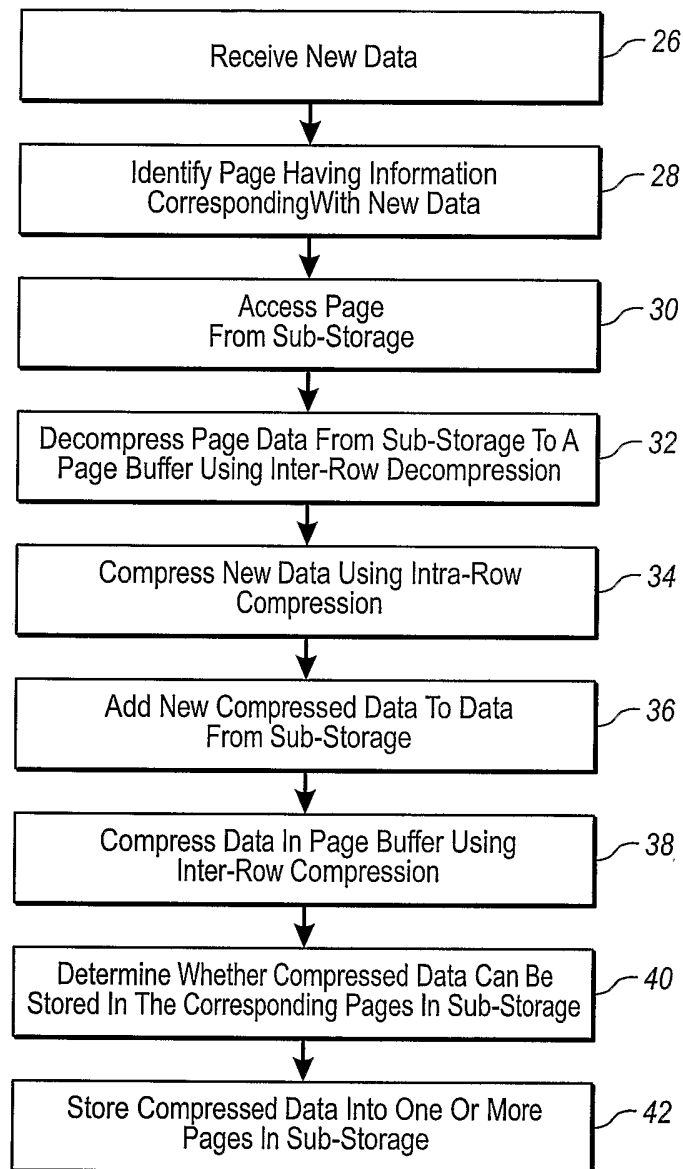 Receive New Data
26
Identify Page Having Information
CorrespondingWith New Data
28
Access Page
From Sub-Storage
30
Decompress Page Data From Sub-Storage To A
Page Buffer Using Inter-Row Decompression
32
Compress New Data Using Intra-Row
Compression
34
Add New Compressed Data To Data
From Sub-Storage
36
Compress Data In Page Buffer Using
Inter-Row Compression
38
Determine Whether Compressed Data Can Be
Stored In The Corresponding Pages In Sub-Storage
40
Store Compressed Data Into One Or More
Pages In Sub-Storage
42